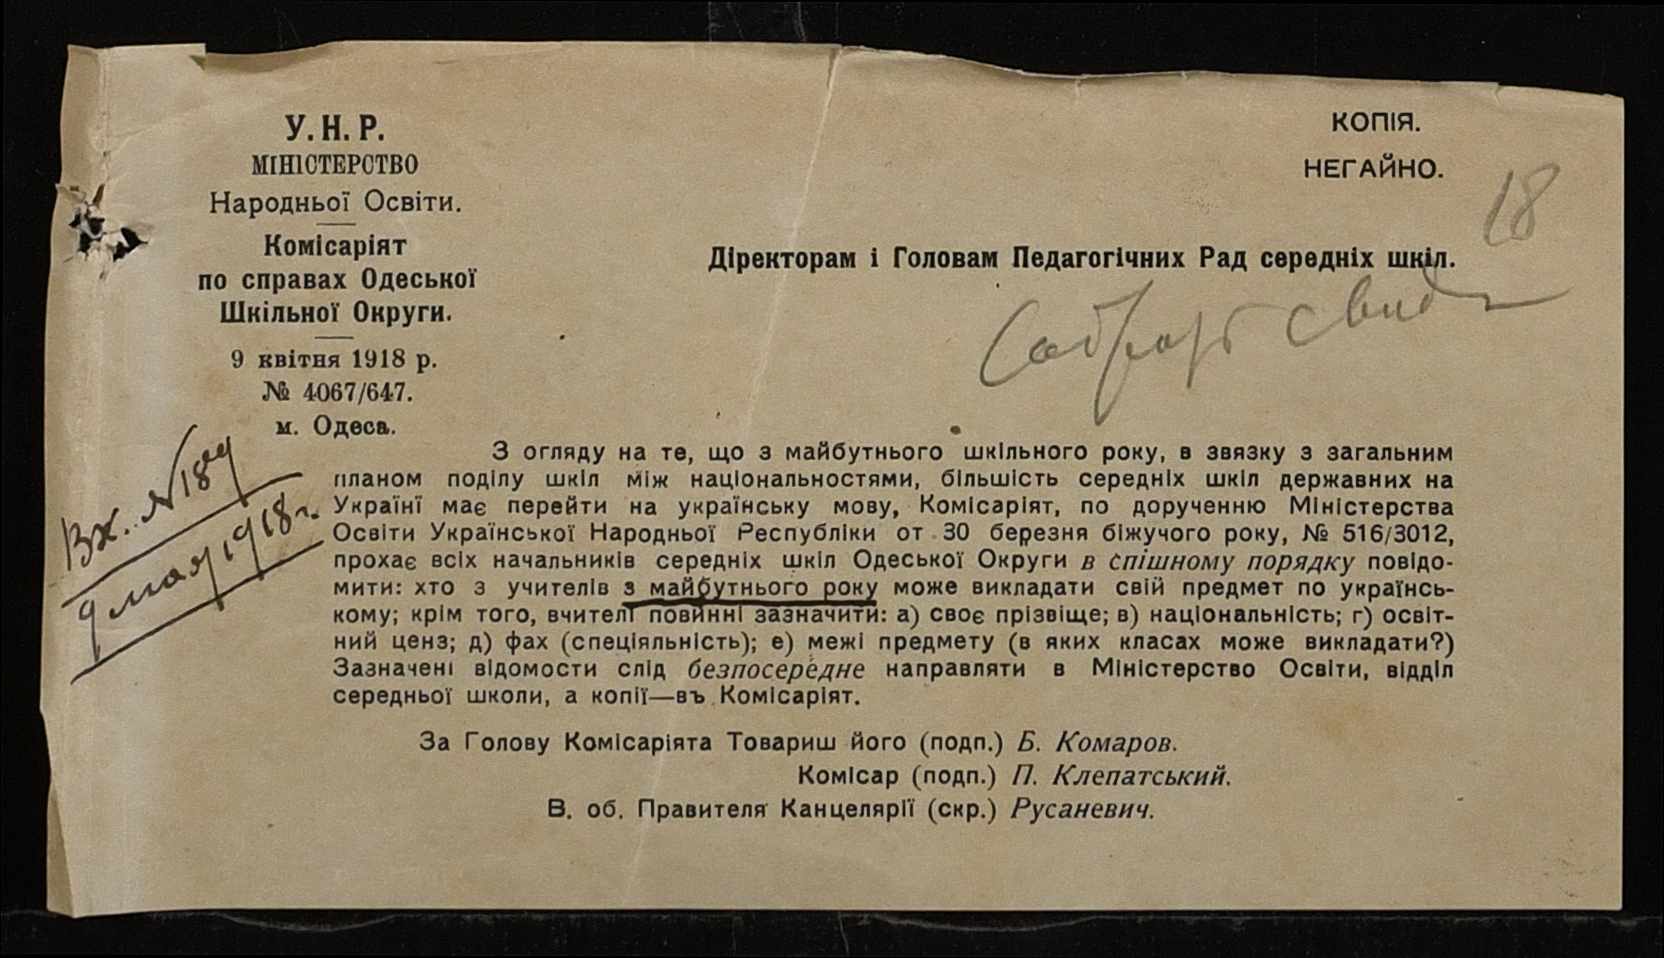 У. Н. Р.
МІНІСТЕРСТВО
Народньої Освіти.
Комісаріят
по справах Одеської
Шкільної Округи.
9 квітня 1918 р.
№ 4067/647.
м. Одеса.
КОПІЯ.
НЕГАЙНО.
18
Діректорам і Головам Педагогічних Рад середніх шкіл.
Вх. № 18
9 мая 1918 г.
З огляду на те, що з майбутнього шкільного року, в звязку з загальним
планом поділу шкіл між національностями, більшість середніх шкіл державних на
Україні має перейти на українську мову, Комісаріят, по дорученню Міністерства
Освіти Української Народньої Республіки от 30 березня біжучого року, № 516/3012,
прохає всіх начальників середніх шкіл Одеської Округи в спішному порядку повідо-
мити: хто з учителів з майбутнього року може викладати свій предмет по українсь-
кому; крім того, вчителі повинні зазначити: а) своє прізвіще; в) національність; г) освіт-
ний ценз; д) фах (спеціяльність); е) межі предмету (в яких класах може викладати?)
Зазначені відомости слід безпосередне направляти в Міністерство Освіти, відділ
середньої школи, а копії—въ Комісаріят.
За Голову Комісаріята Товариш його (подп.) Б. Комаров.
Комісар (подп.) П. Клепатський.
В. об. Правителя Канцелярії (скр.) Русаневич.